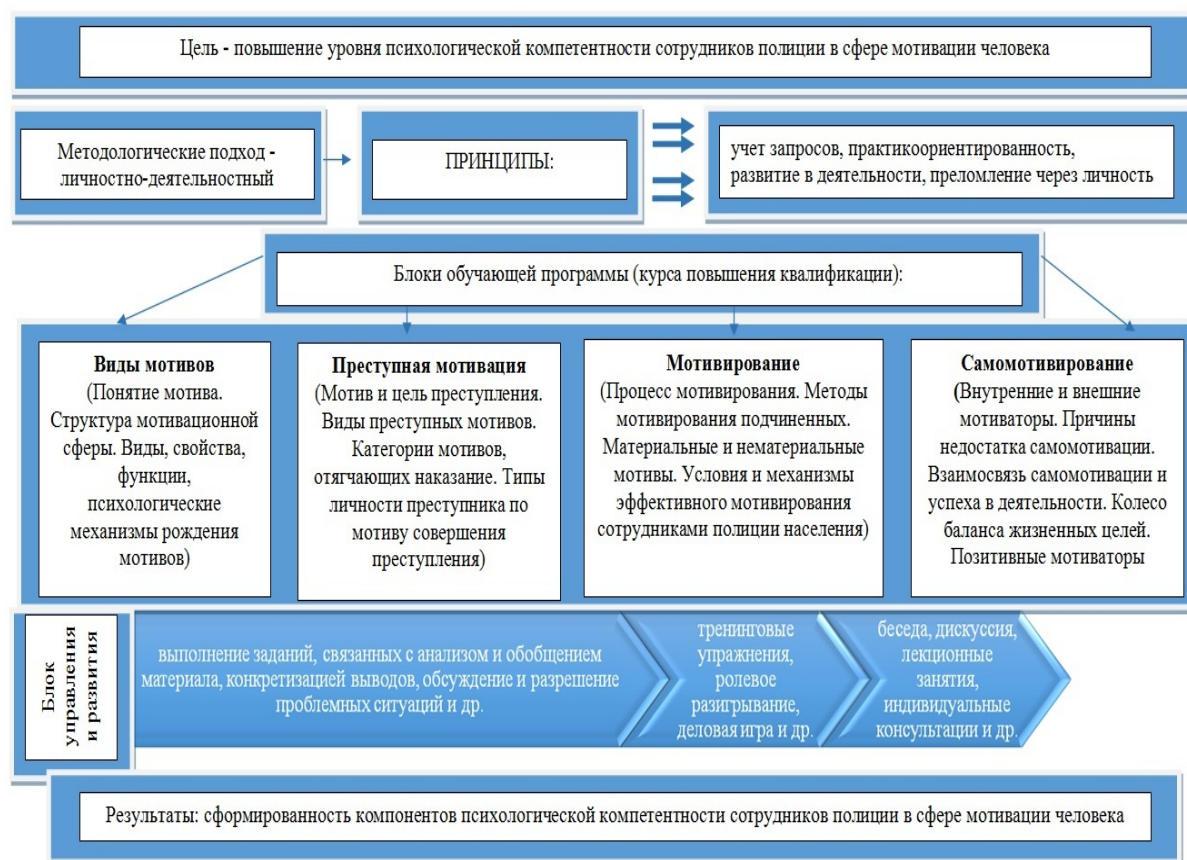 Цель - повышение уровня психологической компетентности сотрудников полиции в сфере мотивации человека
Методологические подход -
личностно-деятельностный
ПРИНЦИПЫ:
учет запросов, практикоориентированность,
развитие в деятельности, преломление через личность
Блоки обучающей программы (курса повышения квалификации):
Виды мотивов
(Понятие мотива.
Структура мотивационной
сферы. Виды, свойства,
функции,
психологические
механизмы рождения
мотивов)
Преступная мотивация
(Мотив и цель преступления.
Виды преступных мотивов.
Категории мотивов,
отягчающих наказание. Типы
личности преступника по
мотиву совершения
преступления)
Мотивирование
(Процесс мотивирования. Методы
мотивирования подчиненных.
Материальные и нематериальные
мотивы. Условия и механизмы
эффективного мотивирования
сотрудниками полиции населения)
Самомотивирование
(Внутренние и внешние
мотиваторы. Причины
недостатка самомотивации.
Взаимосвязь самомотивации и
успеха в деятельности. Колесо
баланса жизненных целей.
Позитивные мотиваторы
Блок
управления
и развития
выполнение заданий, связанных с анализом и обобщением
материала, конкретизацией выводов, обсуждение и разрешение
проблемных ситуаций и др.
тренинговые
упражнения,
ролевое
разигрывание,
деловая игра и др.
беседа, дискуссия,
лекционные
занятия,
индивидуальные
консультации и др.
Результаты: сформированность компонентов психологической компетентности сотрудников полиции в сфере мотивации человека